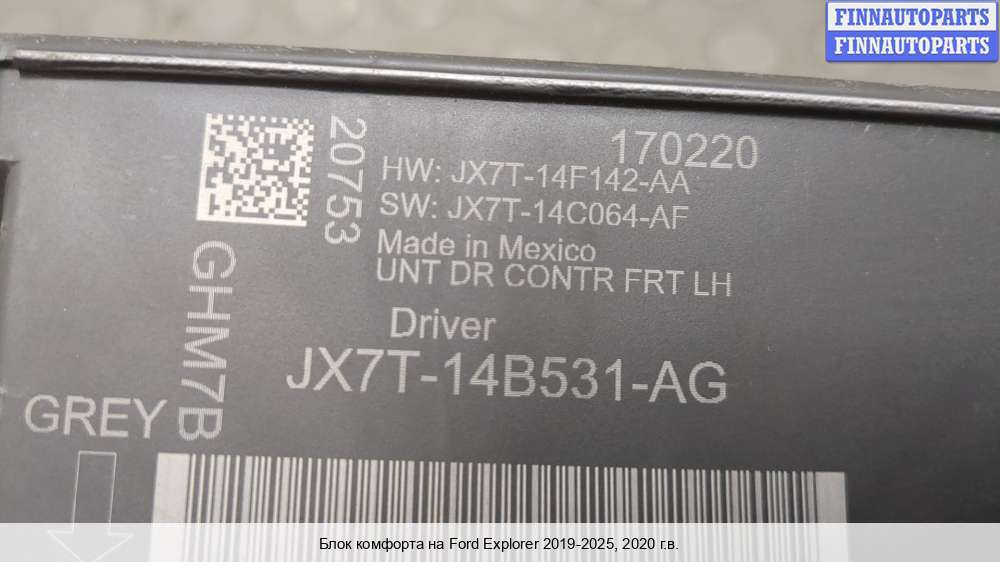 FINNAUTOPARTS
FINNAUTOPARTS
170220
20753
HW: JX7T-14F142-AA
SW: JX7T-14C064-AF
Made in Mexico
UNT DR CONTR FRT LH
Driver
JX7T-14B531-AG
GHM7B
GREY
Блок комфорта на Ford Explorer 2019-2025, 2020 г.в.